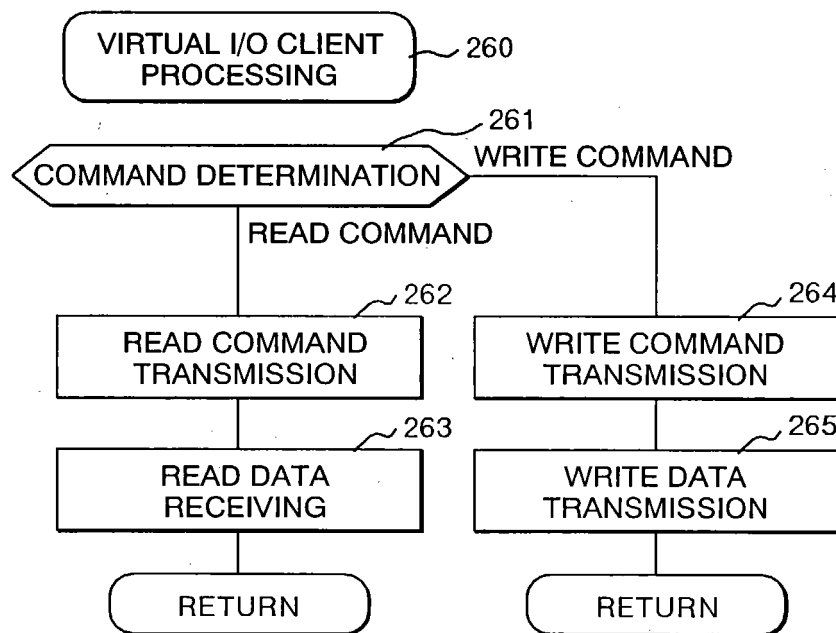 VIRTUAL I/O CLIENT
PROCESSING
260
261
COMMAND DETERMINATION
WRITE COMMAND
READ COMMAND
262
READ COMMAND
TRANSMISSION
264
WRITE COMMAND
TRANSMISSION
263
READ DATA
RECEIVING
265
WRITE DATA
TRANSMISSION
RETURN
RETURN